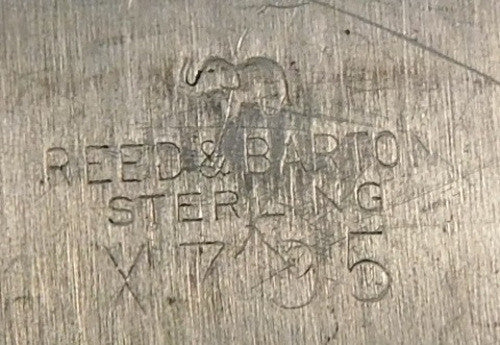 REED & BARTON
STERLING
X735